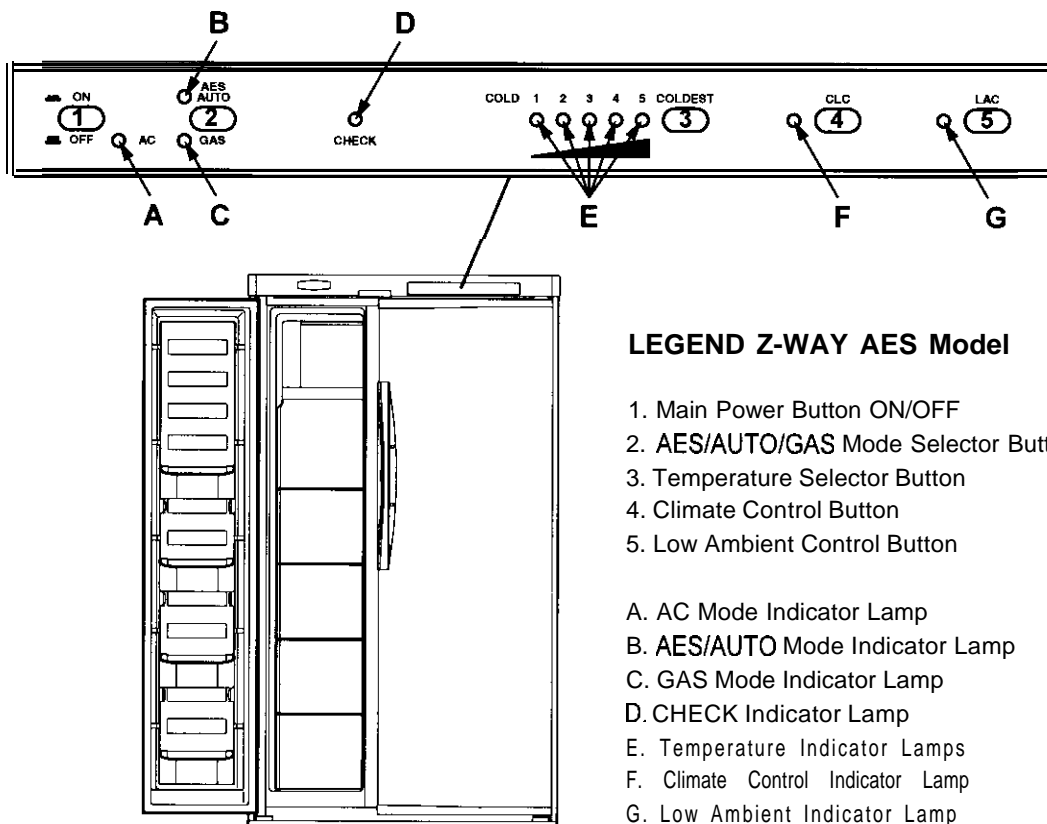 B D
AES
ON AUTO COLD 1 2 3 4 5 COLDEST CLC LAC
1 2 3 4 5
OFF AC GAS CHECK
A C E F G
LEGEND Z-WAY AES Model
1. Main Power Button ON/OFF
2. AES/AUTO/GAS Mode Selector Butt
3. Temperature Selector Button
4. Climate Control Button
5. Low Ambient Control Button
A. AC Mode Indicator Lamp
B. AES/AUTO Mode Indicator Lamp
C. GAS Mode Indicator Lamp
D. CHECK Indicator Lamp
E. Temperature Indicator Lamps
F. Climate Control Indicator Lamp
G. Low Ambient Indicator Lamp